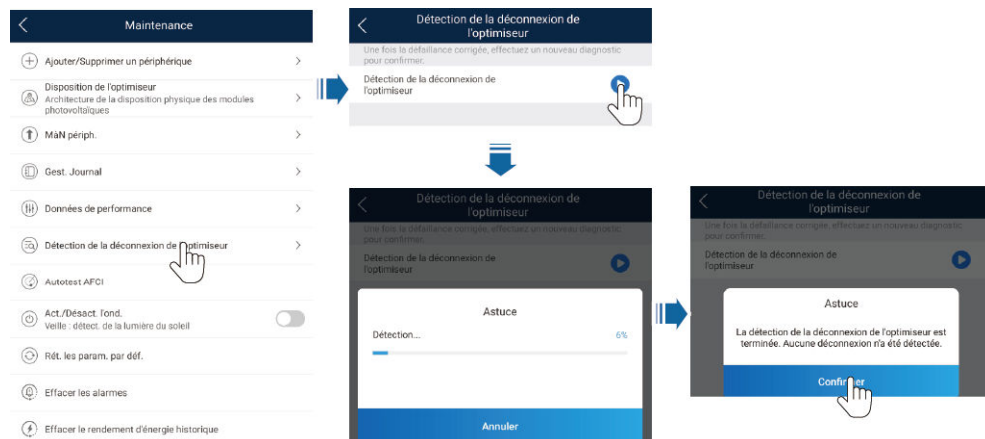 Maintenance
Ajouter/Supprimer un périphérique
Disposition de l'optimiseur
Architecture de la disposition physique des modules
photovoltaïques
MàN périph.
Gest. Journal
Données de performance
Détection de la déconnexion de l'optimiseur
Autotest AFCI
Act./Désact. l'ond.
Veille : détect. de la lumière du soleil
Rét. les param. par déf.
Effacer les alarmes
Effacer le rendement d'énergie historique
Détection de la déconnexion de
l'optimiseur
Une fois la défaillance corrigée, effectuez un nouveau diagnostic
pour confirmer.
Détection de la déconnexion de
l'optimiseur
Détection de la déconnexion de
l'optimiseur
Une fois la défaillance corrigée, effectuez un nouveau diagnostic
pour confirmer.
Détection de la déconnexion de
l'optimiseur
Astuce
Détection... 6%
Annuler
Détection de la déconnexion de
l'optimiseur
Une fois la défaillance corrigée, effectuez un nouveau diagnostic
pour confirmer.
Détection de la déconnexion de
l'optimiseur
Astuce
La détection de la déconnexion de l'optimiseur est
terminée. Aucune déconnexion n'a été détectée.
Confirmer